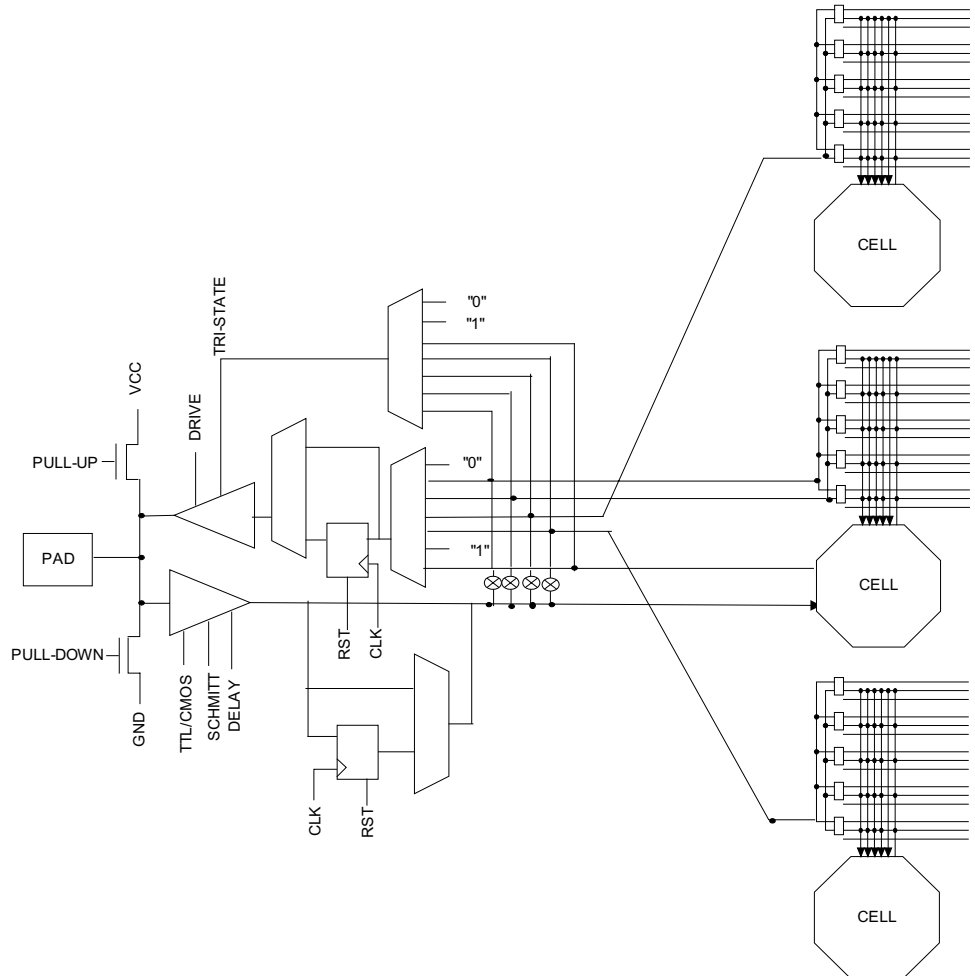 CELL
"0"
"1"
TRI-STATE
VCC
DRIVE
PULL-UP
"0"
PAD
"1"
CELL
RST
CLK
PULL-DOWN
GND
TTL/CMOS
SCHMITT
DELAY
CLK
RST
CELL